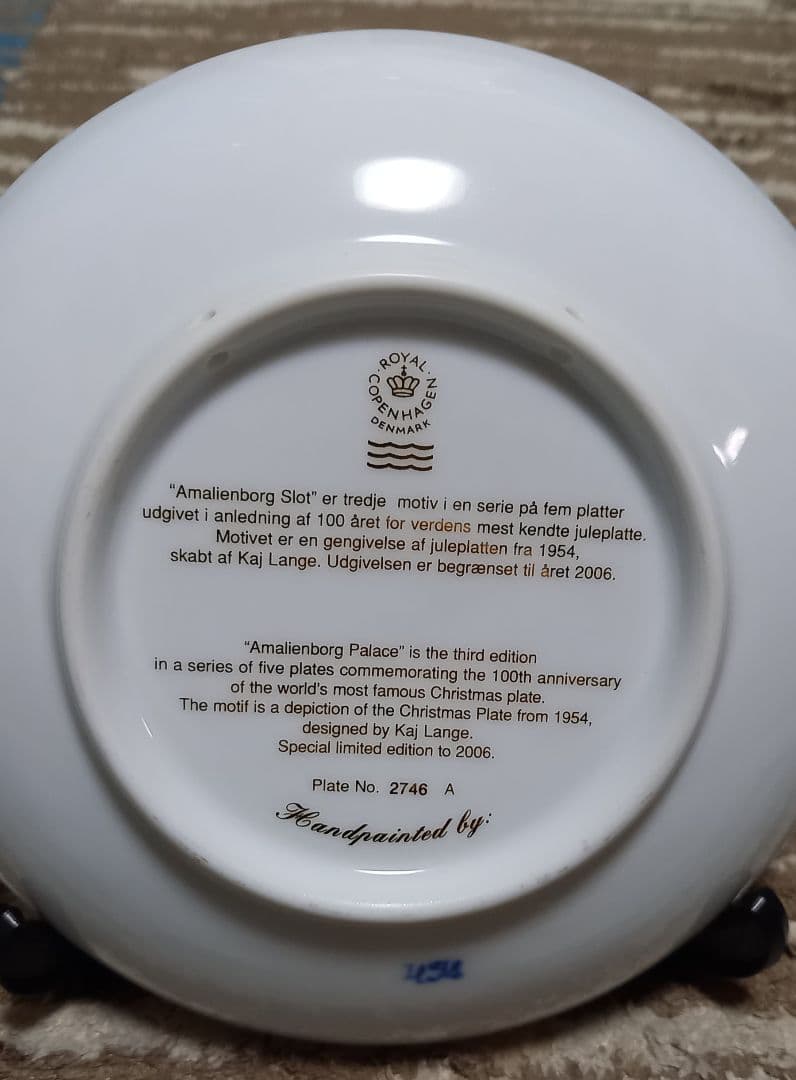 ROYAL COPENHAGEN
DENMARK
“Amalienborg Slot” er tredje motiv i en serie på fem platter
udgivet i anledning af 100 året for verdens mest kendte juleplatte.
Motivet er en gengivelse af juleplatten fra 1954,
skabt af Kaj Lange. Udgivelsen er begrænset til året 2006.
“Amalienborg Palace” is the third edition
in a series of five plates commemorating the 100th anniversary
of the world's most famous Christmas plate.
The motif is a depiction of the Christmas Plate from 1954,
designed by Kaj Lange.
Special limited edition to 2006.
Plate No. 2746 A
Handpainted by: